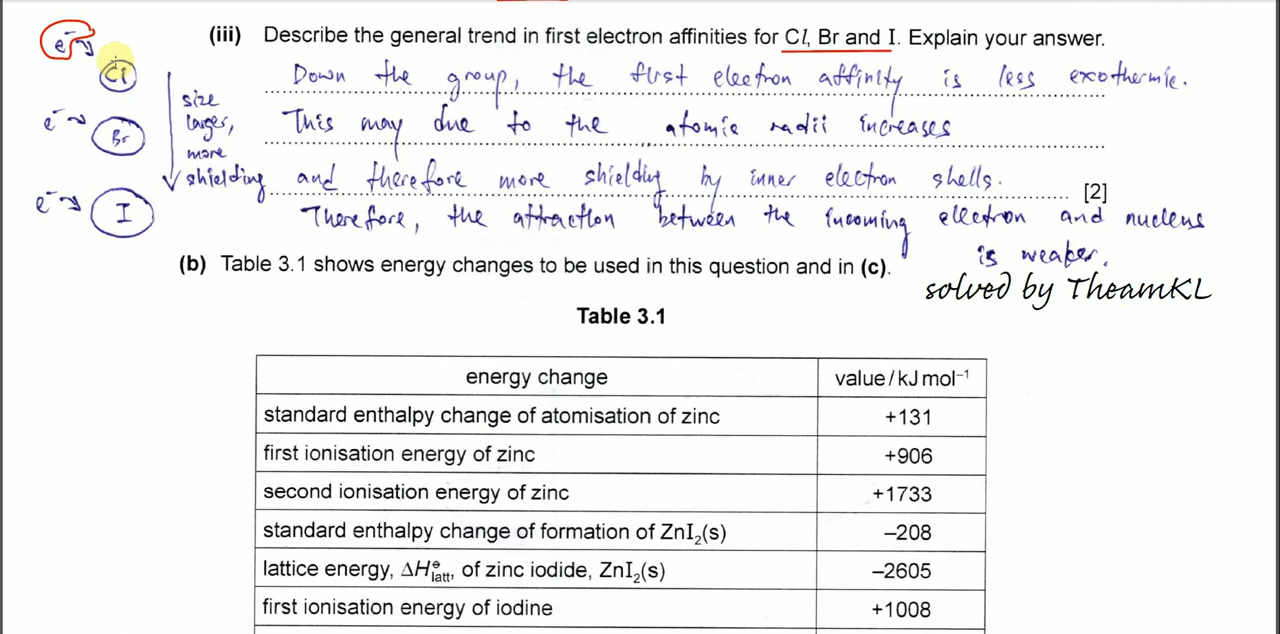 (iii) Describe the general trend in first electron affinities for Cl, Br and I. Explain your answer.
e⁻
Cl
Down the group, the first electron affinity is less exothermic.
size
larger,
more
shielding
e⁻
Br
This may due to the atomic radii increases
and therefore more shielding by inner electron shells.
[2]
e⁻
I
Therefore, the attraction between the incoming electron and nucleus
is weaker.
(b) Table 3.1 shows energy changes to be used in this question and in (c).
solved by TheamKL
Table 3.1
energy change value / kJ mol⁻¹
standard enthalpy change of atomisation of zinc +131
first ionisation energy of zinc +906
second ionisation energy of zinc +1733
standard enthalpy change of formation of ZnI₂(s) –208
lattice energy, ΔH⦵latt, of zinc iodide, ZnI₂(s) –2605
first ionisation energy of iodine +1008